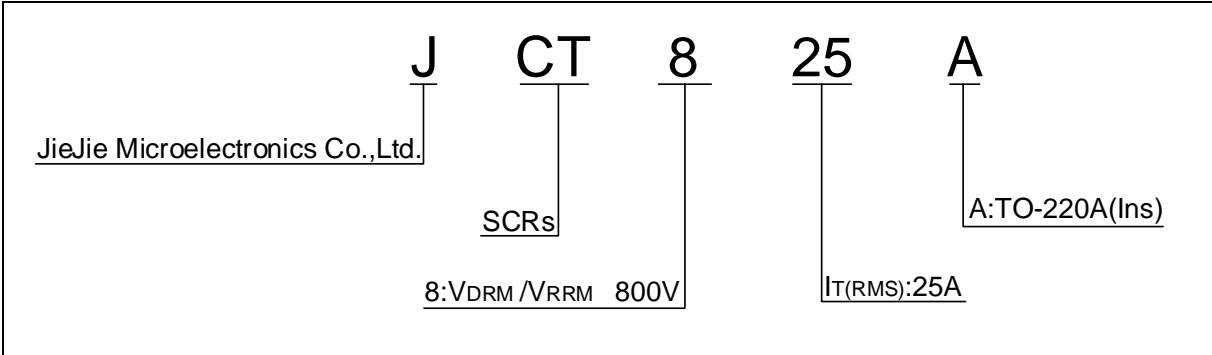 J CT 8 25 A
JieJie Microelectronics Co.,Ltd.
A:TO-220A(Ins)
SCRs
8:VDRM/VRRM 800V
IT(RMS):25A